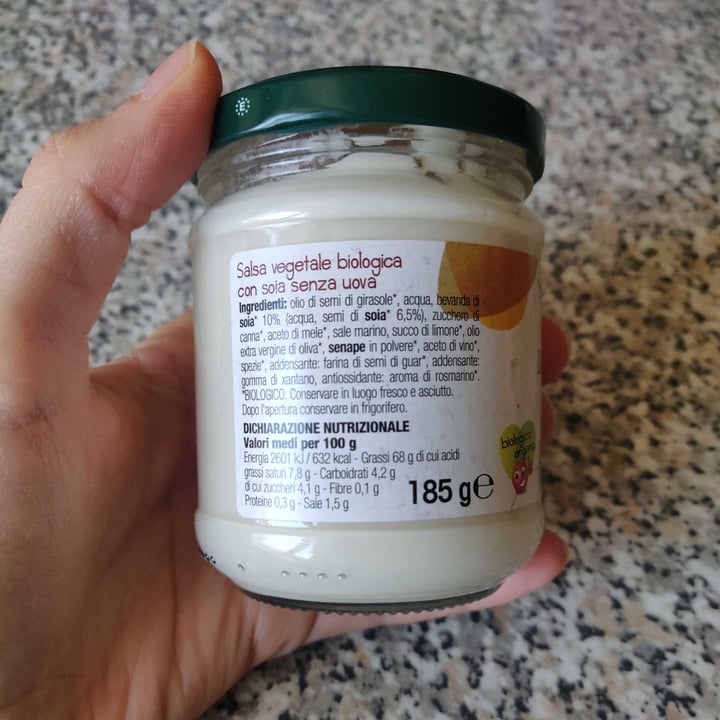 Salsa vegetale biologica
con soia senza uova
Ingredienti: olio di semi di girasole*, acqua, bevanda di
soia* 10% (acqua, semi di soia* 6,5%), zucchero di
canna*, aceto di mele*, sale marino, succo di limone*, olio
extra vergine di oliva*, senape in polvere*, aceto di vino*,
spezie*, addensante: farina di semi di guar*, addensante:
gomma di xantano, antiossidante: aroma di rosmarino*.
*BIOLOGICO. Conservare in luogo fresco e asciutto.
Dopo l'apertura conservare in frigorifero.
DICHIARAZIONE NUTRIZIONALE
Valori medi per 100 g
Energia 2601 kJ / 632 kcal - Grassi 68 g di cui acidi
grassi saturi 7,8 g - Carboidrati 4,2 g
di cui zuccheri 4,1 g - Fibre 0,1 g
Proteine 0,3 g - Sale 1,5 g
185 g e
biologico
organic